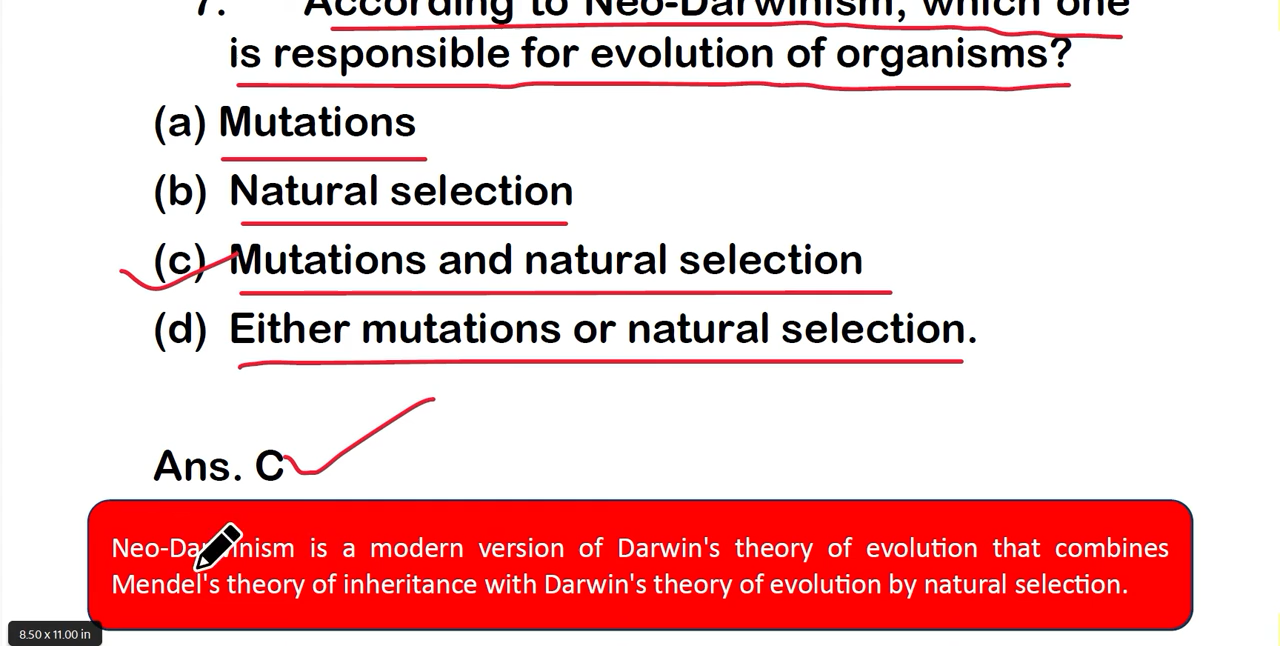 7. According to Neo-Darwinism, which one
is responsible for evolution of organisms?
(a) Mutations
(b) Natural selection
(c) Mutations and natural selection
(d) Either mutations or natural selection.
Ans. C
Neo-Darwinism is a modern version of Darwin's theory of evolution that combines
Mendel's theory of inheritance with Darwin's theory of evolution by natural selection.
8.50 x 11.00 in